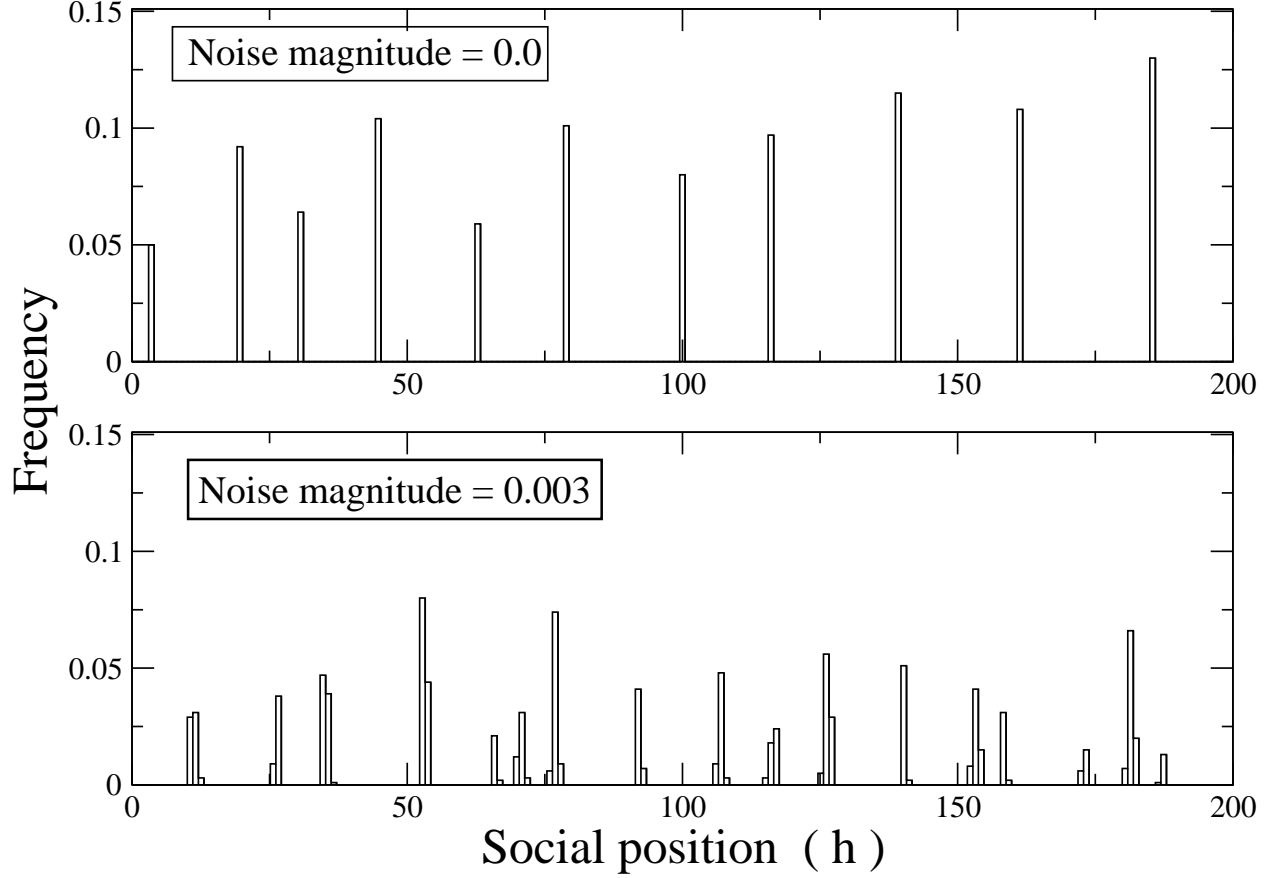 0.15
Noise magnitude = 0.0
0.1
0.05
0
0 50 100 150 200
Frequency
0.15
Noise magnitude = 0.003
0.1
0.05
0
0 50 100 150 200
Social position ( h )